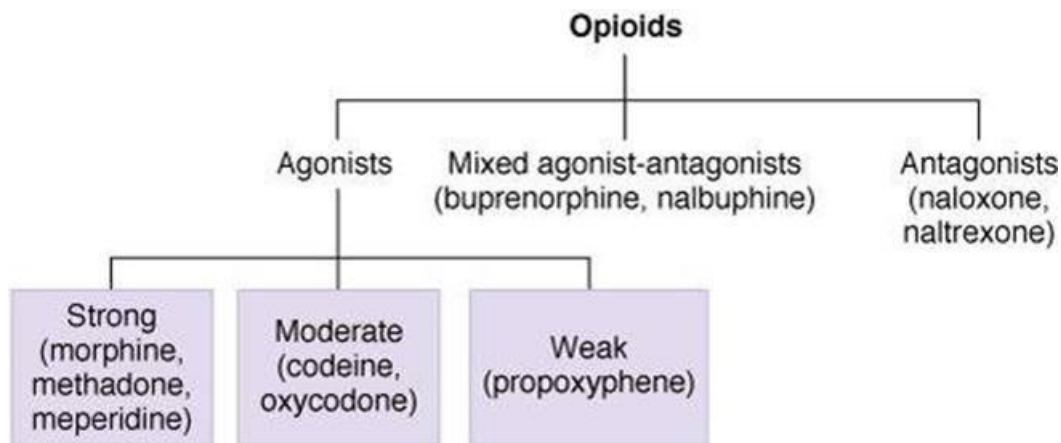 Opioids
Agonists
Mixed agonist-antagonists
(buprenorphine, nalbuphine)
Antagonists
(naloxone,
naltrexone)
Strong
(morphine,
methadone,
meperidine)
Moderate
(codeine,
oxycodone)
Weak
(propoxyphene)